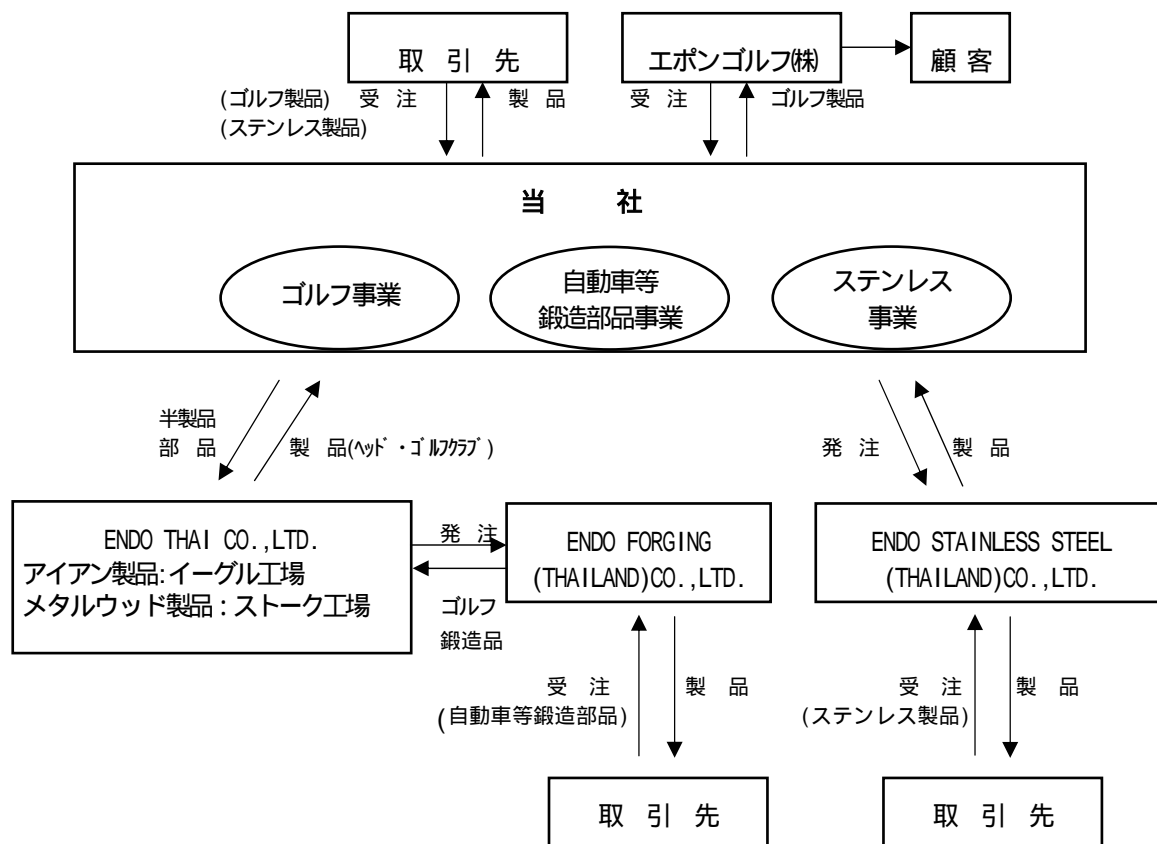 取 引 先
エポンゴルフ㈱
顧 客
(ゴルフ製品) 受 注
(ステンレス製品)
製 品
受 注
ゴルフ製品
当 社
ゴルフ事業
自動車等
鍛造部品事業
ステンレス
事業
半製品
部 品
製 品(ﾍｯﾄﾞ・ｺﾞﾙﾌｸﾗﾌﾞ)
発 注
製 品
ENDO THAI CO.,LTD.
アイアン製品:イーグル工場
メタルウッド製品:ストーク工場
発 注
ゴルフ
鍛造品
ENDO FORGING
(THAILAND)CO.,LTD.
ENDO STAINLESS STEEL
(THAILAND)CO.,LTD.
受 注
(自動車等鍛造部品)
製 品
受 注
(ステンレス製品)
製 品
取 引 先
取 引 先